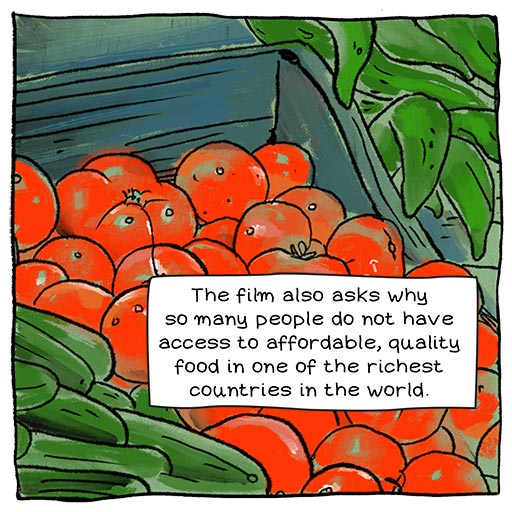 The film also asks why
so many people do not have
access to affordable, quality
food in one of the richest
countries in the world.